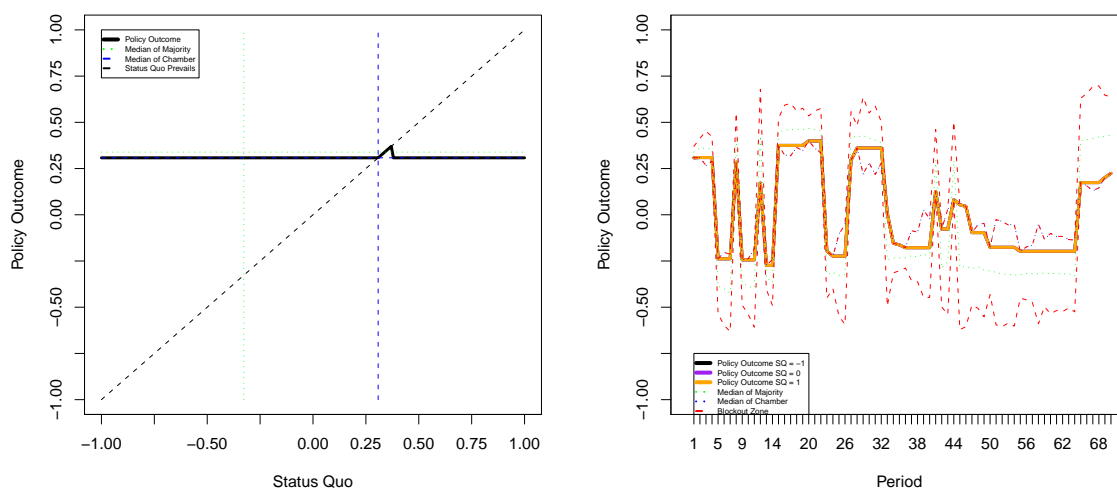 Policy Outcome
1.00
0.75
0.50
0.25
0.00
−0.50
−1.00
Policy Outcome
Median of Majority
Median of Chamber
Status Quo Prevails
−1.00
−0.50
0.00
0.25
0.50
0.75
1.00
Status Quo
Policy Outcome
1.00
0.75
0.50
0.25
0.00
−0.50
−1.00
Policy Outcome SQ = −1
Policy Outcome SQ = 0
Policy Outcome SQ = 1
Median of Majority
Median of Chamber
Blockout Zone
1 5 9 14 20 26 32 38 44 50 56 62 68
Period